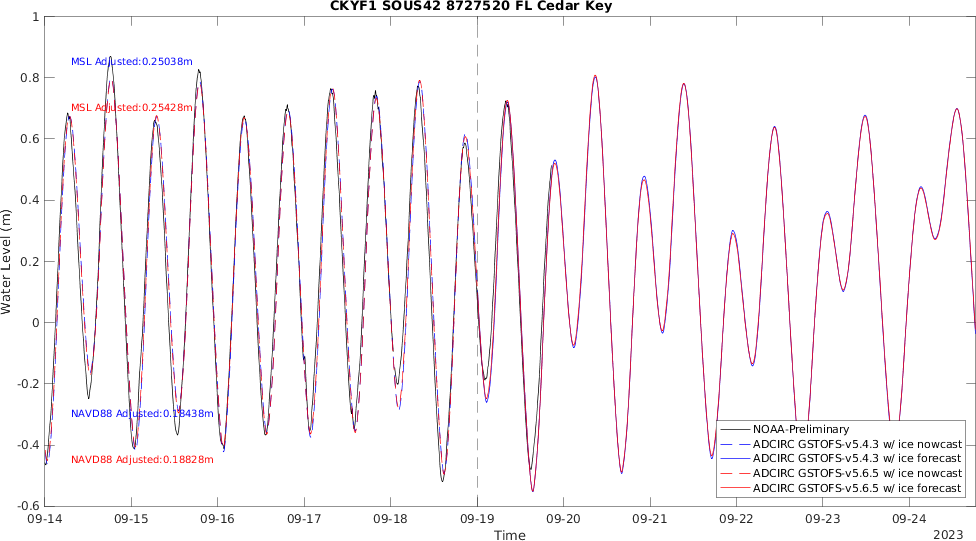 CKYF1 SOUS42 8727520 FL Cedar Key
1
0.8
0.6
0.4
0.2
0
-0.2
-0.4
-0.6
Water Level (m)
MSL Adjusted:0.25038m
MSL Adjusted:0.25428m
NAVD88 Adjusted:0.18438m
NAVD88 Adjusted:0.18828m
NOAA-Preliminary
ADCIRC GSTOFS-v5.4.3 w/ ice nowcast
ADCIRC GSTOFS-v5.4.3 w/ ice forecast
ADCIRC GSTOFS-v5.6.5 w/ ice nowcast
ADCIRC GSTOFS-v5.6.5 w/ ice forecast
09-14 09-15 09-16 09-17 09-18 09-19 09-20 09-21 09-22 09-23 09-24
Time
2023